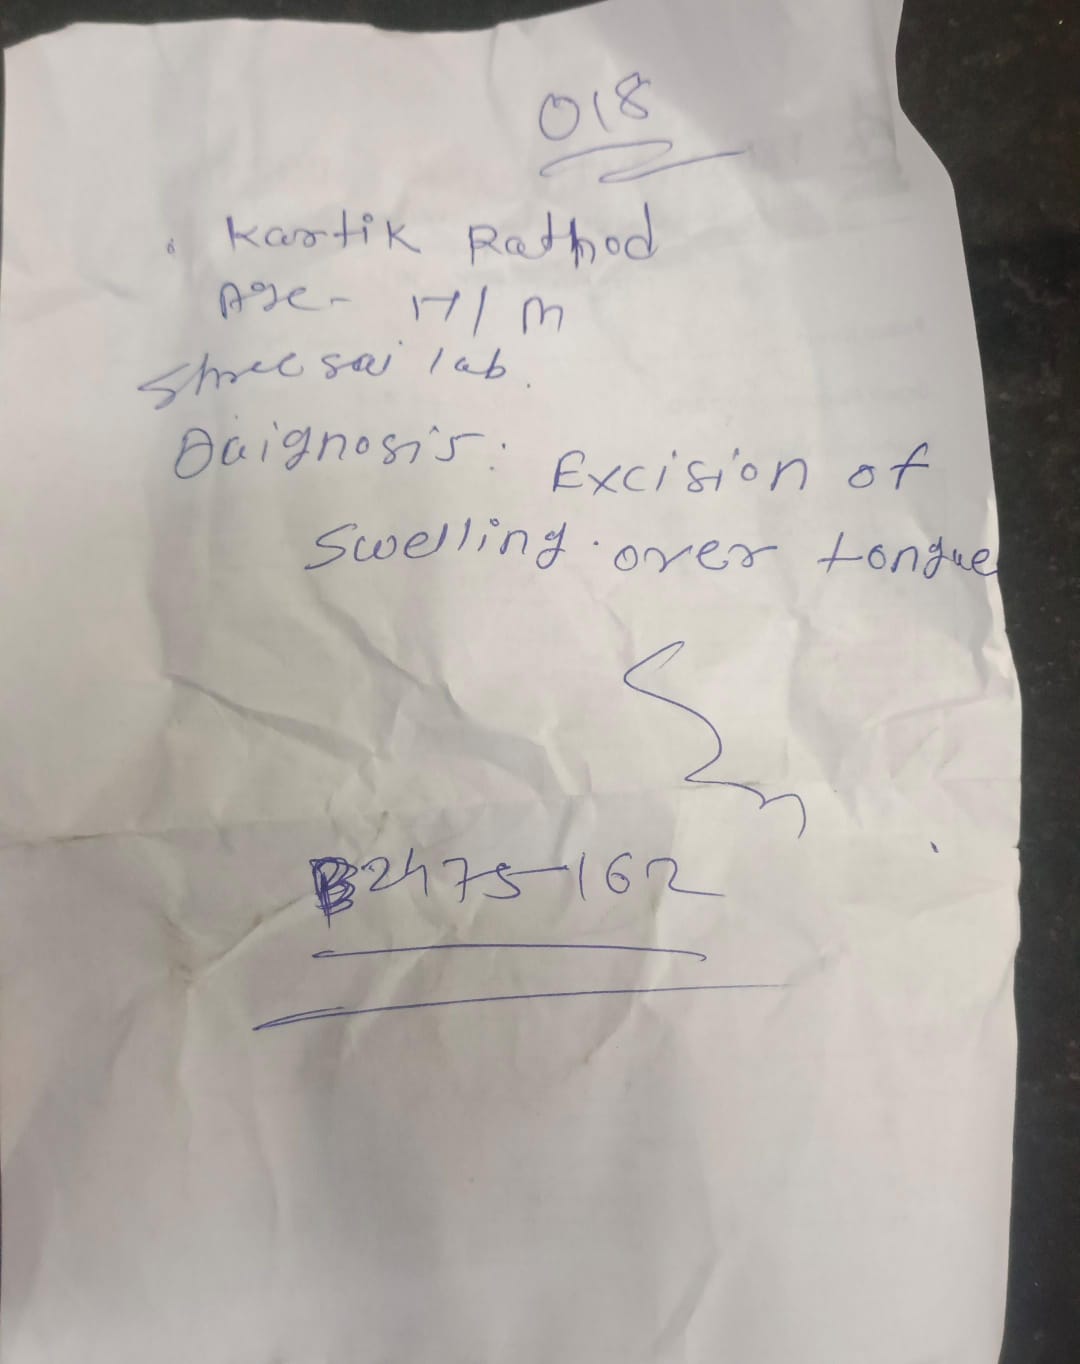 018
Kartik Rathod
Age - 17/M
Shree sai lab.
Daignosis: Excision of
Swelling over tongue
B2475-162